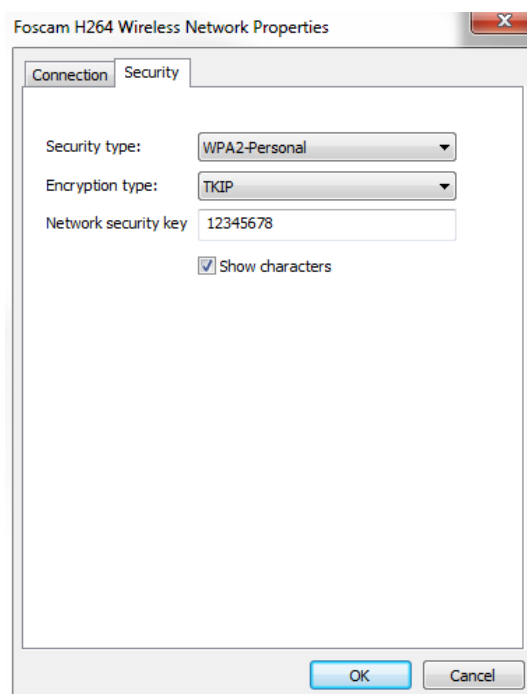 Foscam H264 Wireless Network Properties
Connection Security
Security type: WPA2-Personal
Encryption type: TKIP
Network security key 12345678
Show characters
OK Cancel